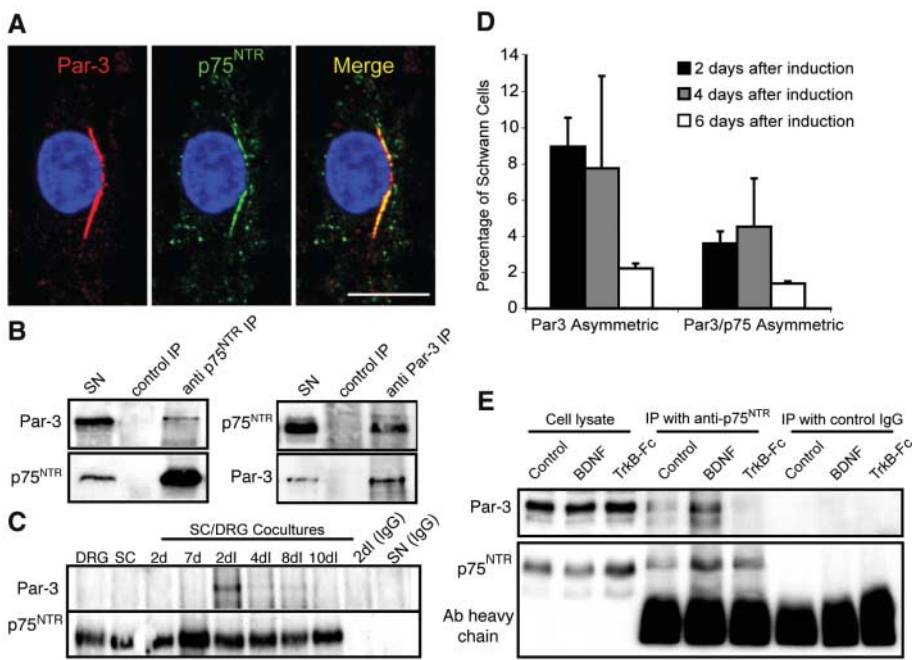 A
Par-3
p75NTR
Merge
B
SN
control IP
anti p75NTR IP
Par-3
p75NTR
SN
control IP
anti Par-3 IP
p75NTR
Par-3
C
SC/DRG Cocultures
DRG
SC
2d
7d
2dI
4dI
8dI
10dI
2dI (IgG)
SN (IgG)
Par-3
p75NTR
D
Percentage of Schwann Cells
14
12
10
8
6
4
2
0
2 days after induction
4 days after induction
6 days after induction
Par3 Asymmetric
Par3/p75 Asymmetric
E
Cell lysate
IP with anti-p75NTR
IP with control IgG
Control
BDNF
TrkB-Fc
Control
BDNF
TrkB-Fc
Control
BDNF
TrkB-Fc
Par-3
p75NTR
Ab heavy
chain